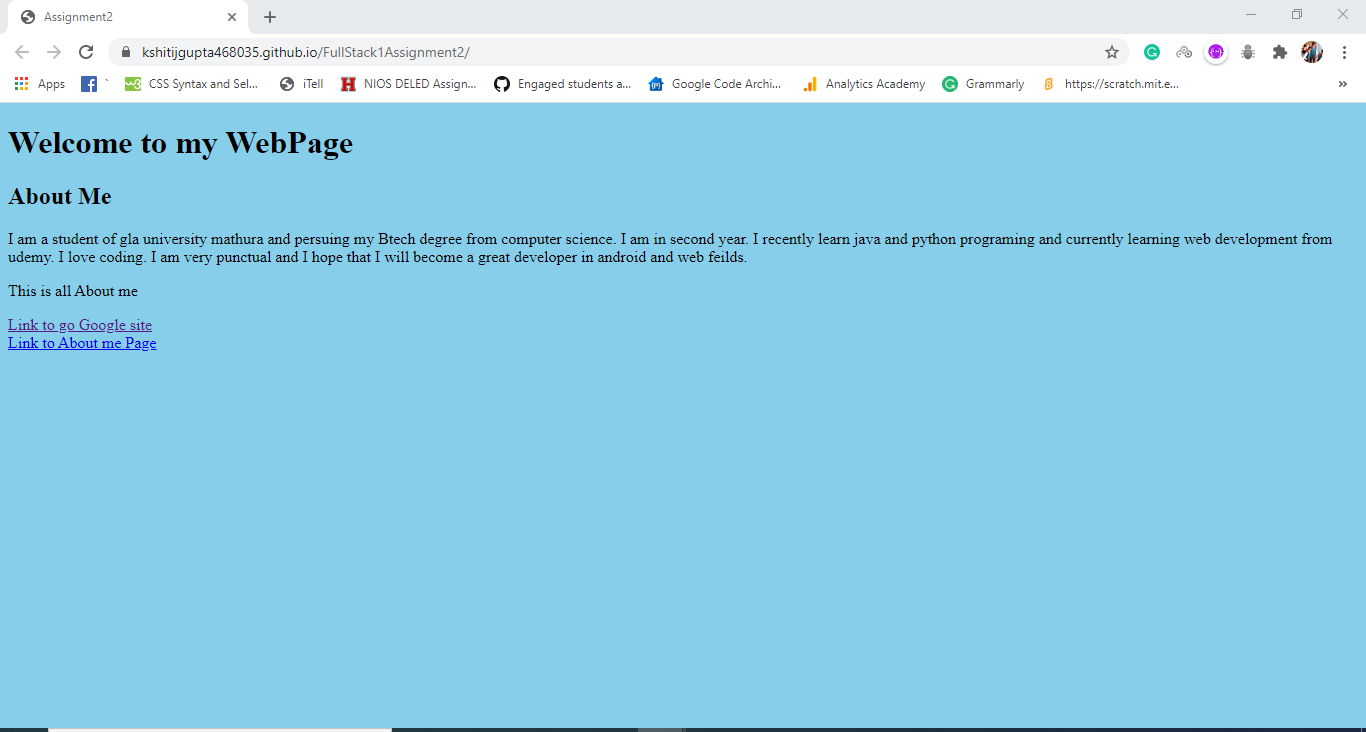 Assignment2
kshitijgupta468035.github.io/FullStack1Assignment2/
Apps ` CSS Syntax and Sel... iTell NIOS DELED Assign... Engaged students a... Google Code Archi... Analytics Academy Grammarly https://scratch.mit.e... »
Welcome to my WebPage
About Me
I am a student of gla university mathura and persuing my Btech degree from computer science. I am in second year. I recently learn java and python programing and currently learning web development from
udemy. I love coding. I am very punctual and I hope that I will become a great developer in android and web feilds.
This is all About me
Link to go Google site
Link to About me Page